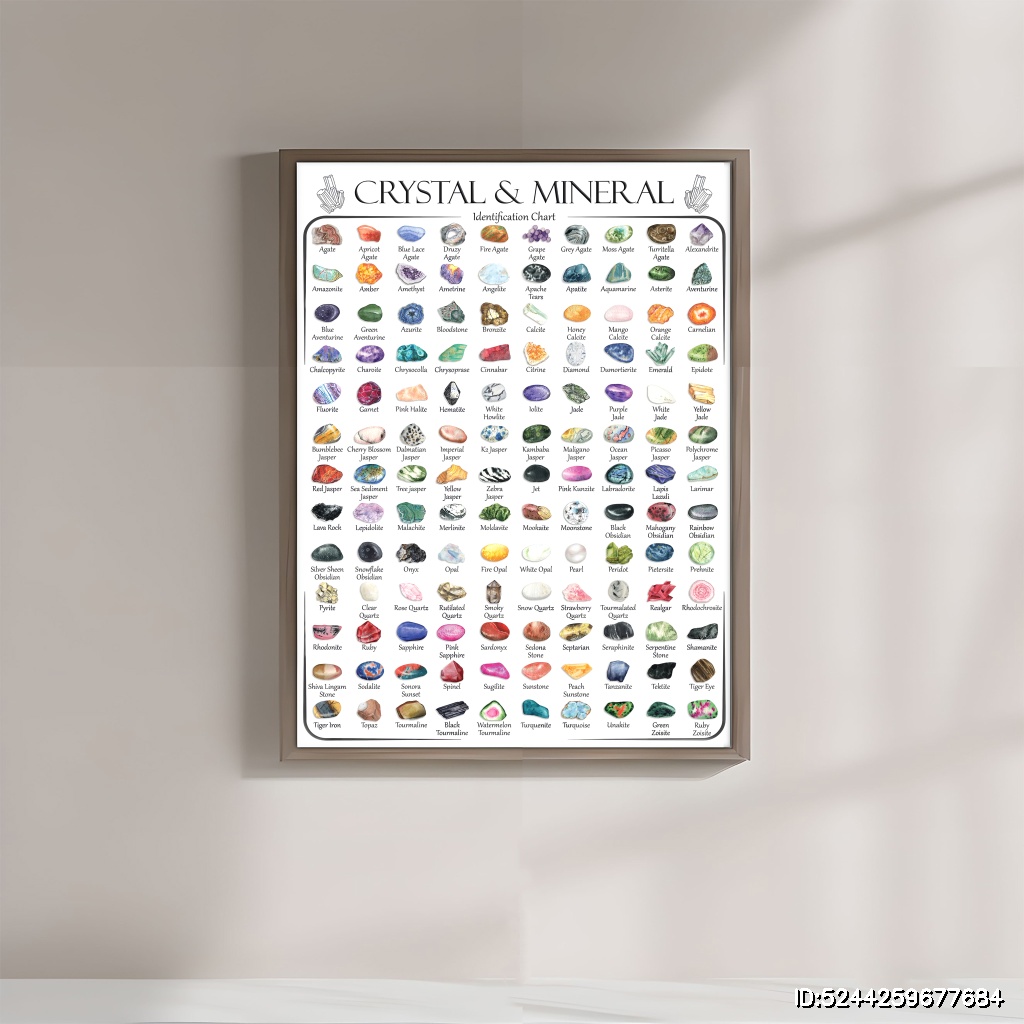 CRYSTAL & MINERAL
Identification Chart
Agate Apricot Agate Blue Lace Agate Druzy Agate Fire Agate Grape Agate Grey Agate Moss Agate Turritella Agate Alexandrite
Amazonite Amber Amethyst Ametrine Angelite Apache Tears Apatite Aquamarine Asterite Aventurine
Blue Aventurine Green Aventurine Azurite Bloodstone Bronzite Calcite Honey Calcite Mango Calcite Orange Calcite Carnelian
Chalcopyrite Charoite Chrysocolla Chrysoprase Cinnabar Citrine Diamond Dumortierite Emerald Epidote
Fluorite Garnet Pink Halite Hematite White Howlite Iolite Jade Purple Jade White Jade Yellow Jade
Bumblebee Jasper Cherry Blossom Jasper Dalmatian Jasper Imperial Jasper K2 Jasper Kambaba Jasper Maligano Jasper Ocean Jasper Picasso Jasper Polychrome Jasper
Red Jasper Sea Sediment Jasper Tree Jasper Yellow Jasper Zebra Jasper Jet Pink Kunzite Labradorite Lapis Lazuli Larimar
Lava Rock Lepidolite Malachite Merlinite Moldavite Mookaite Moonstone Black Obsidian Mahogany Obsidian Rainbow Obsidian
Silver Sheen Obsidian Snowflake Obsidian Onyx Opal Fire Opal White Opal Pearl Peridot Pietersite Prehnite
Pyrite Clear Quartz Rose Quartz Rutilated Quartz Smoky Quartz Snow Quartz Strawberry Quartz Tourmalated Quartz Realgar Rhodochrosite
Rhodonite Ruby Sapphire Pink Sapphire Sardonyx Sedona Stone Septarian Seraphinite Serpentine Stone Shamanite
Shiva Lingam Stone Sodalite Sonora Sunset Spinel Sugilite Sunstone Peach Sunstone Tanzanite Tektite Tiger Eye
Tiger Iron Topaz Tourmaline Black Tourmaline Watermelon Tourmaline Turquenite Turquoise Unakite Green Zoisite Ruby Zoisite
ID:5244259677684